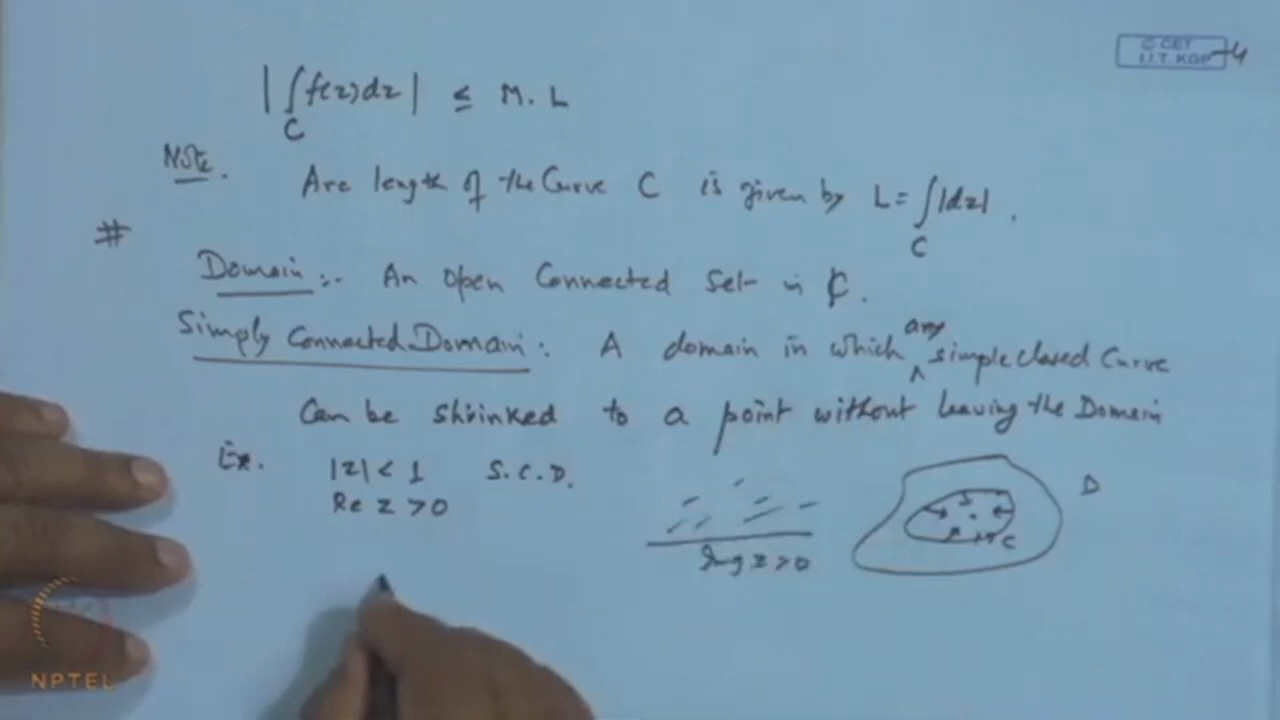 © CET
I.I.T. KGP
|∫f(z)dz| ≤ M. L
C
Note.
Arc length of the Curve C is given by L = ∫|dz| .
C
#
Domain :- An open Connected Set in ₵.
Simply Connected Domain : A domain in which any simple closed Curve
Can be shrinked to a point without leaving the Domain
Ex. |z| < 1 S.C.D.
Re z > 0
Img z > 0
D
C
NPTEL